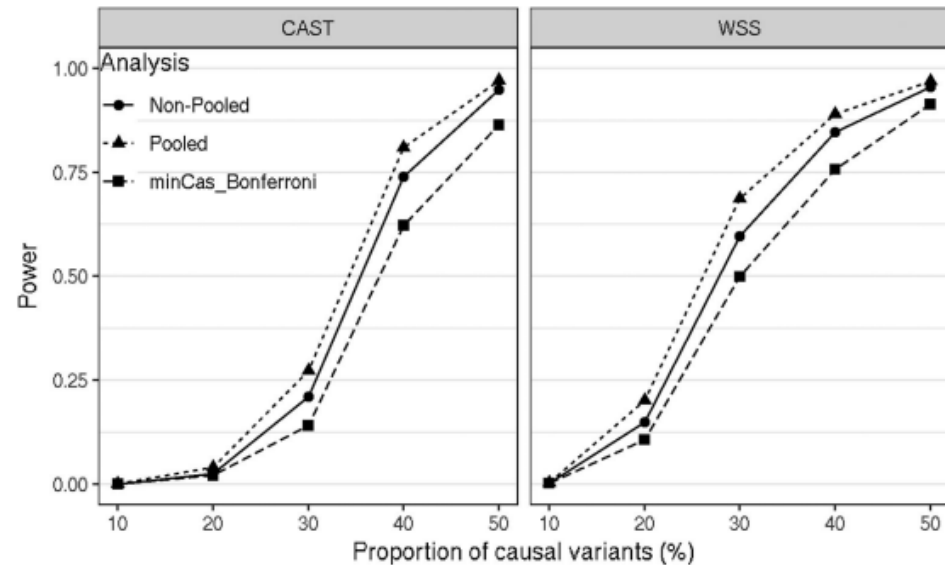 CAST
WSS
Analysis
Non-Pooled
Pooled
minCas_Bonferroni
Power
1.00
0.75
0.50
0.25
0.00
10 20 30 40 50
10 20 30 40 50
Proportion of causal variants (%)